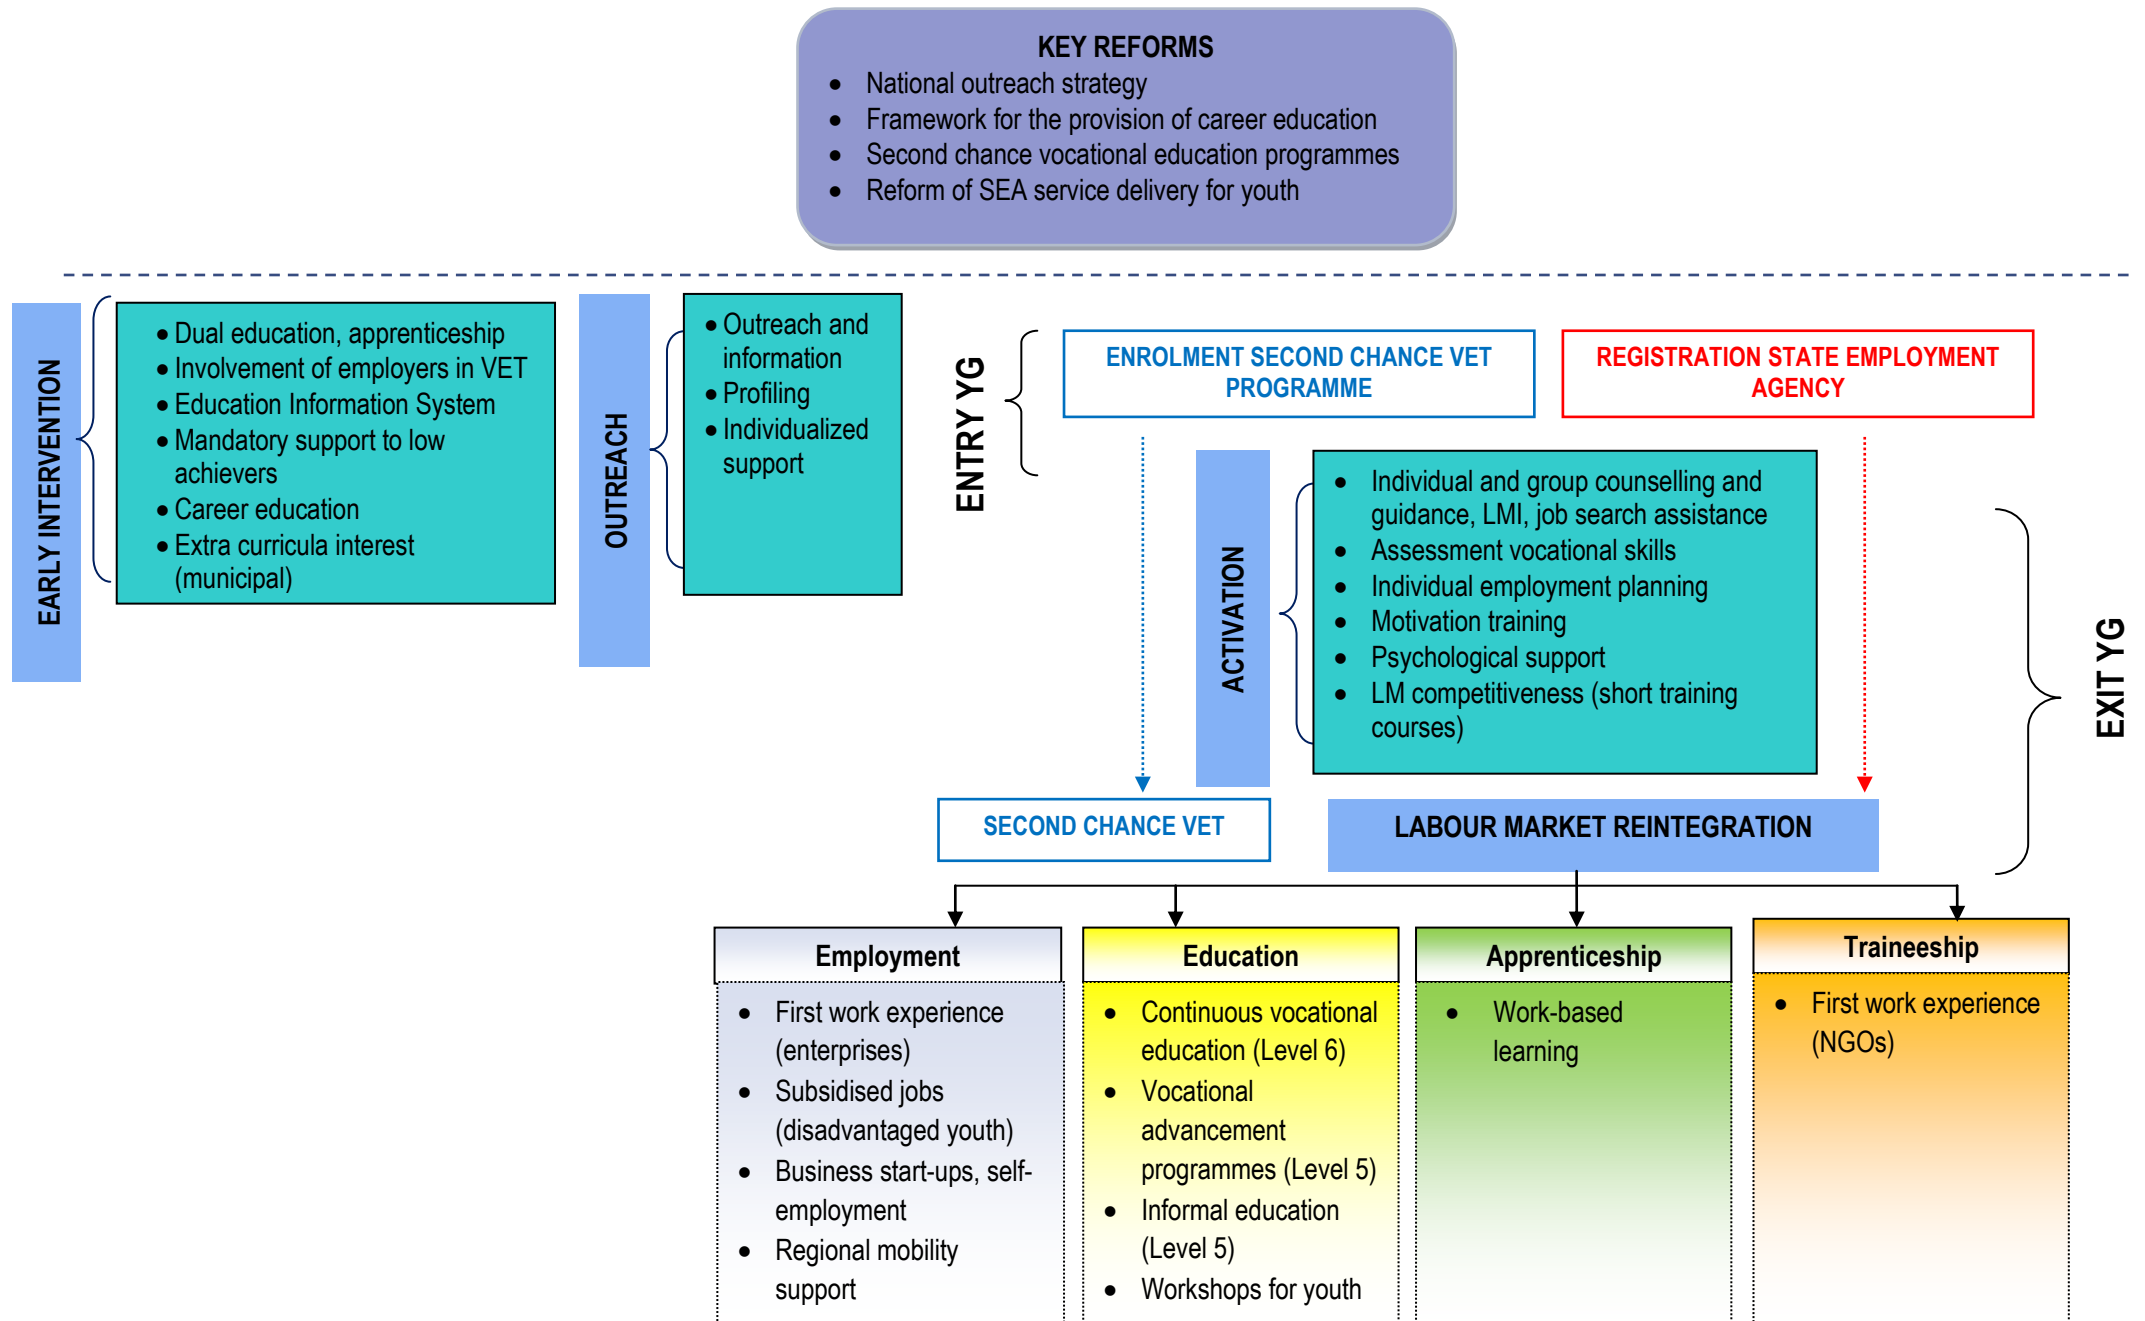 KEY REFORMS
• National outreach strategy
• Framework for the provision of career education
• Second chance vocational education programmes
• Reform of SEA service delivery for youth
EARLY INTERVENTION
• Dual education, apprenticeship
• Involvement of employers in VET
• Education Information System
• Mandatory support to low
achievers
• Career education
• Extra curricula interest
(municipal)
OUTREACH
• Outreach and
information
• Profiling
• Individualized
support
ENTRY YG
ENROLMENT SECOND CHANCE VET
PROGRAMME
REGISTRATION STATE EMPLOYMENT
AGENCY
ACTIVATION
• Individual and group counselling and
guidance, LMI, job search assistance
• Assessment vocational skills
• Individual employment planning
• Motivation training
• Psychological support
• LM competitiveness (short training
courses)
EXIT YG
SECOND CHANCE VET
LABOUR MARKET REINTEGRATION
Employment
• First work experience
(enterprises)
• Subsidised jobs
(disadvantaged youth)
• Business start-ups, self-
employment
• Regional mobility
support
Education
• Continuous vocational
education (Level 6)
• Vocational
advancement
programmes (Level 5)
• Informal education
(Level 5)
• Workshops for youth
Apprenticeship
• Work-based
learning
Traineeship
• First work experience
(NGOs)